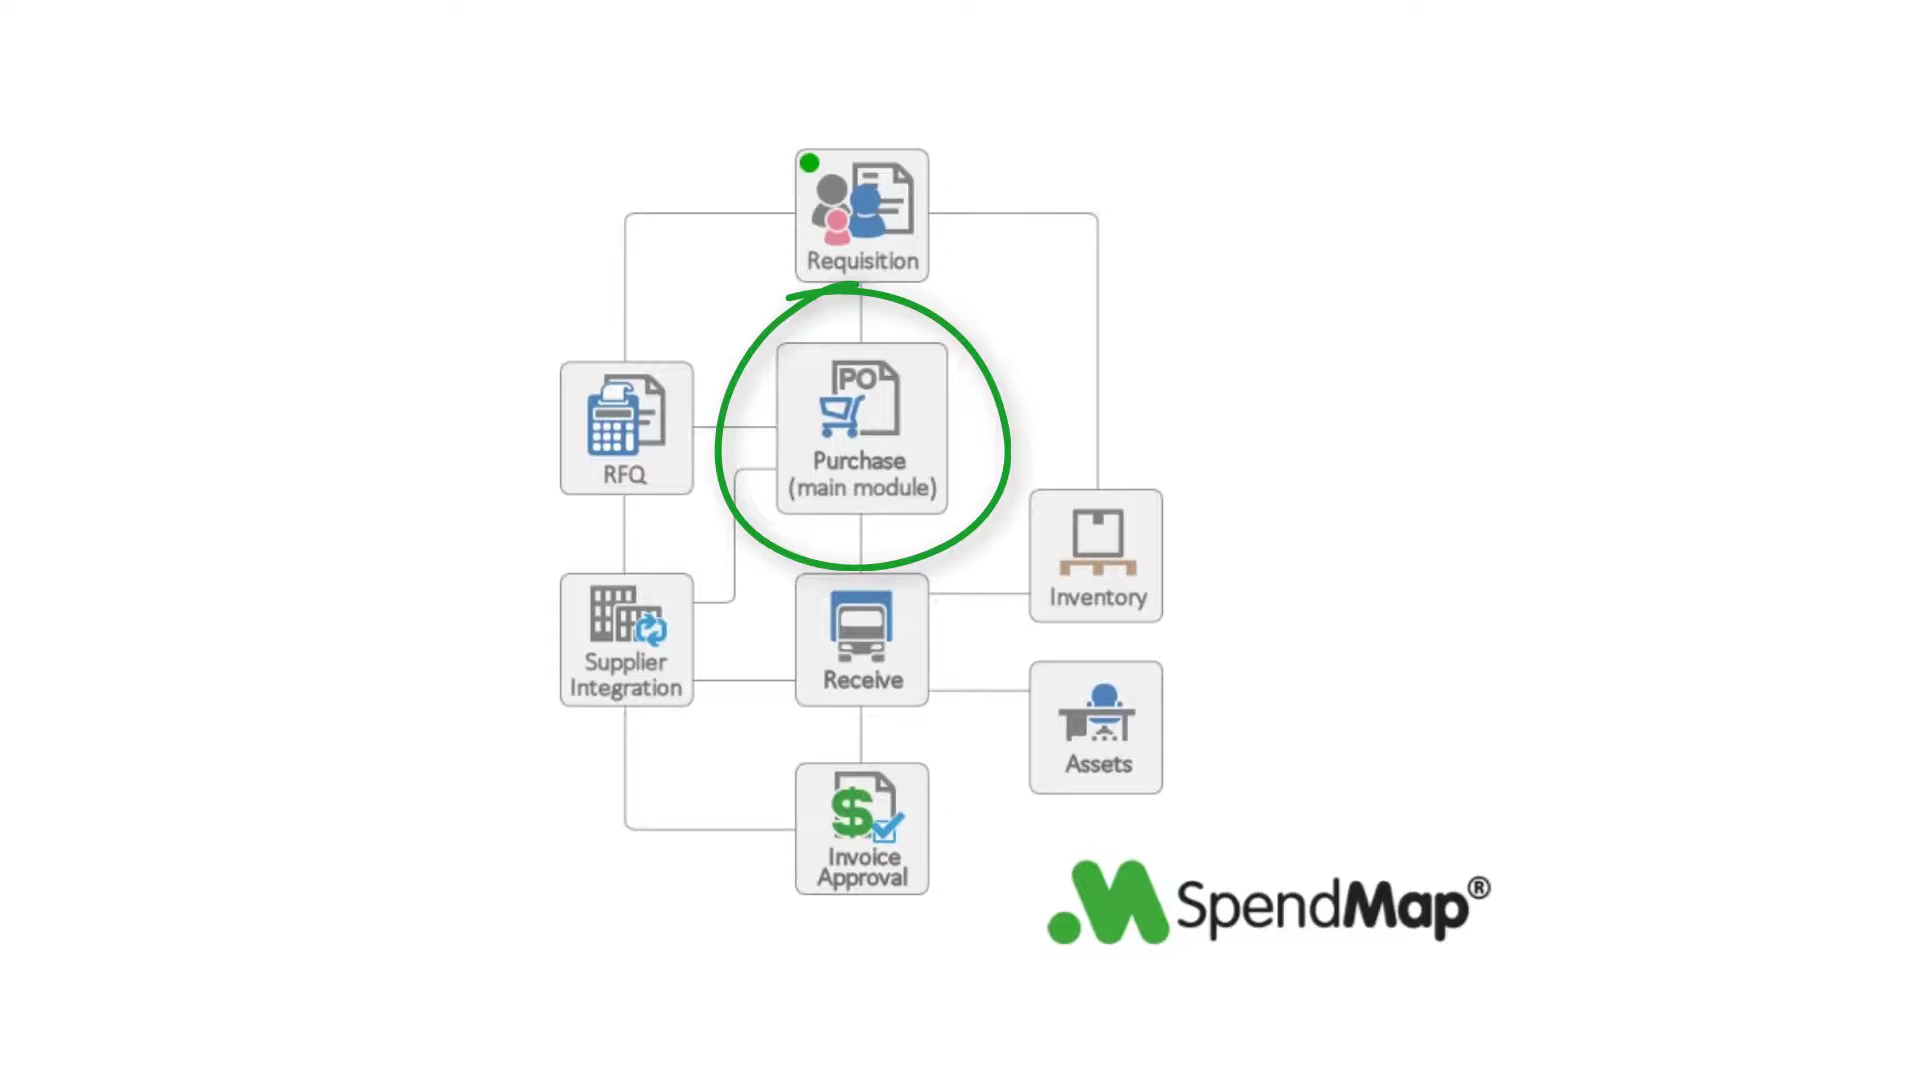 Requisition
PO
Purchase
(main module)
RFQ
Inventory
Supplier
Integration
Receive
Assets
$
Invoice
Approval
SpendMap®